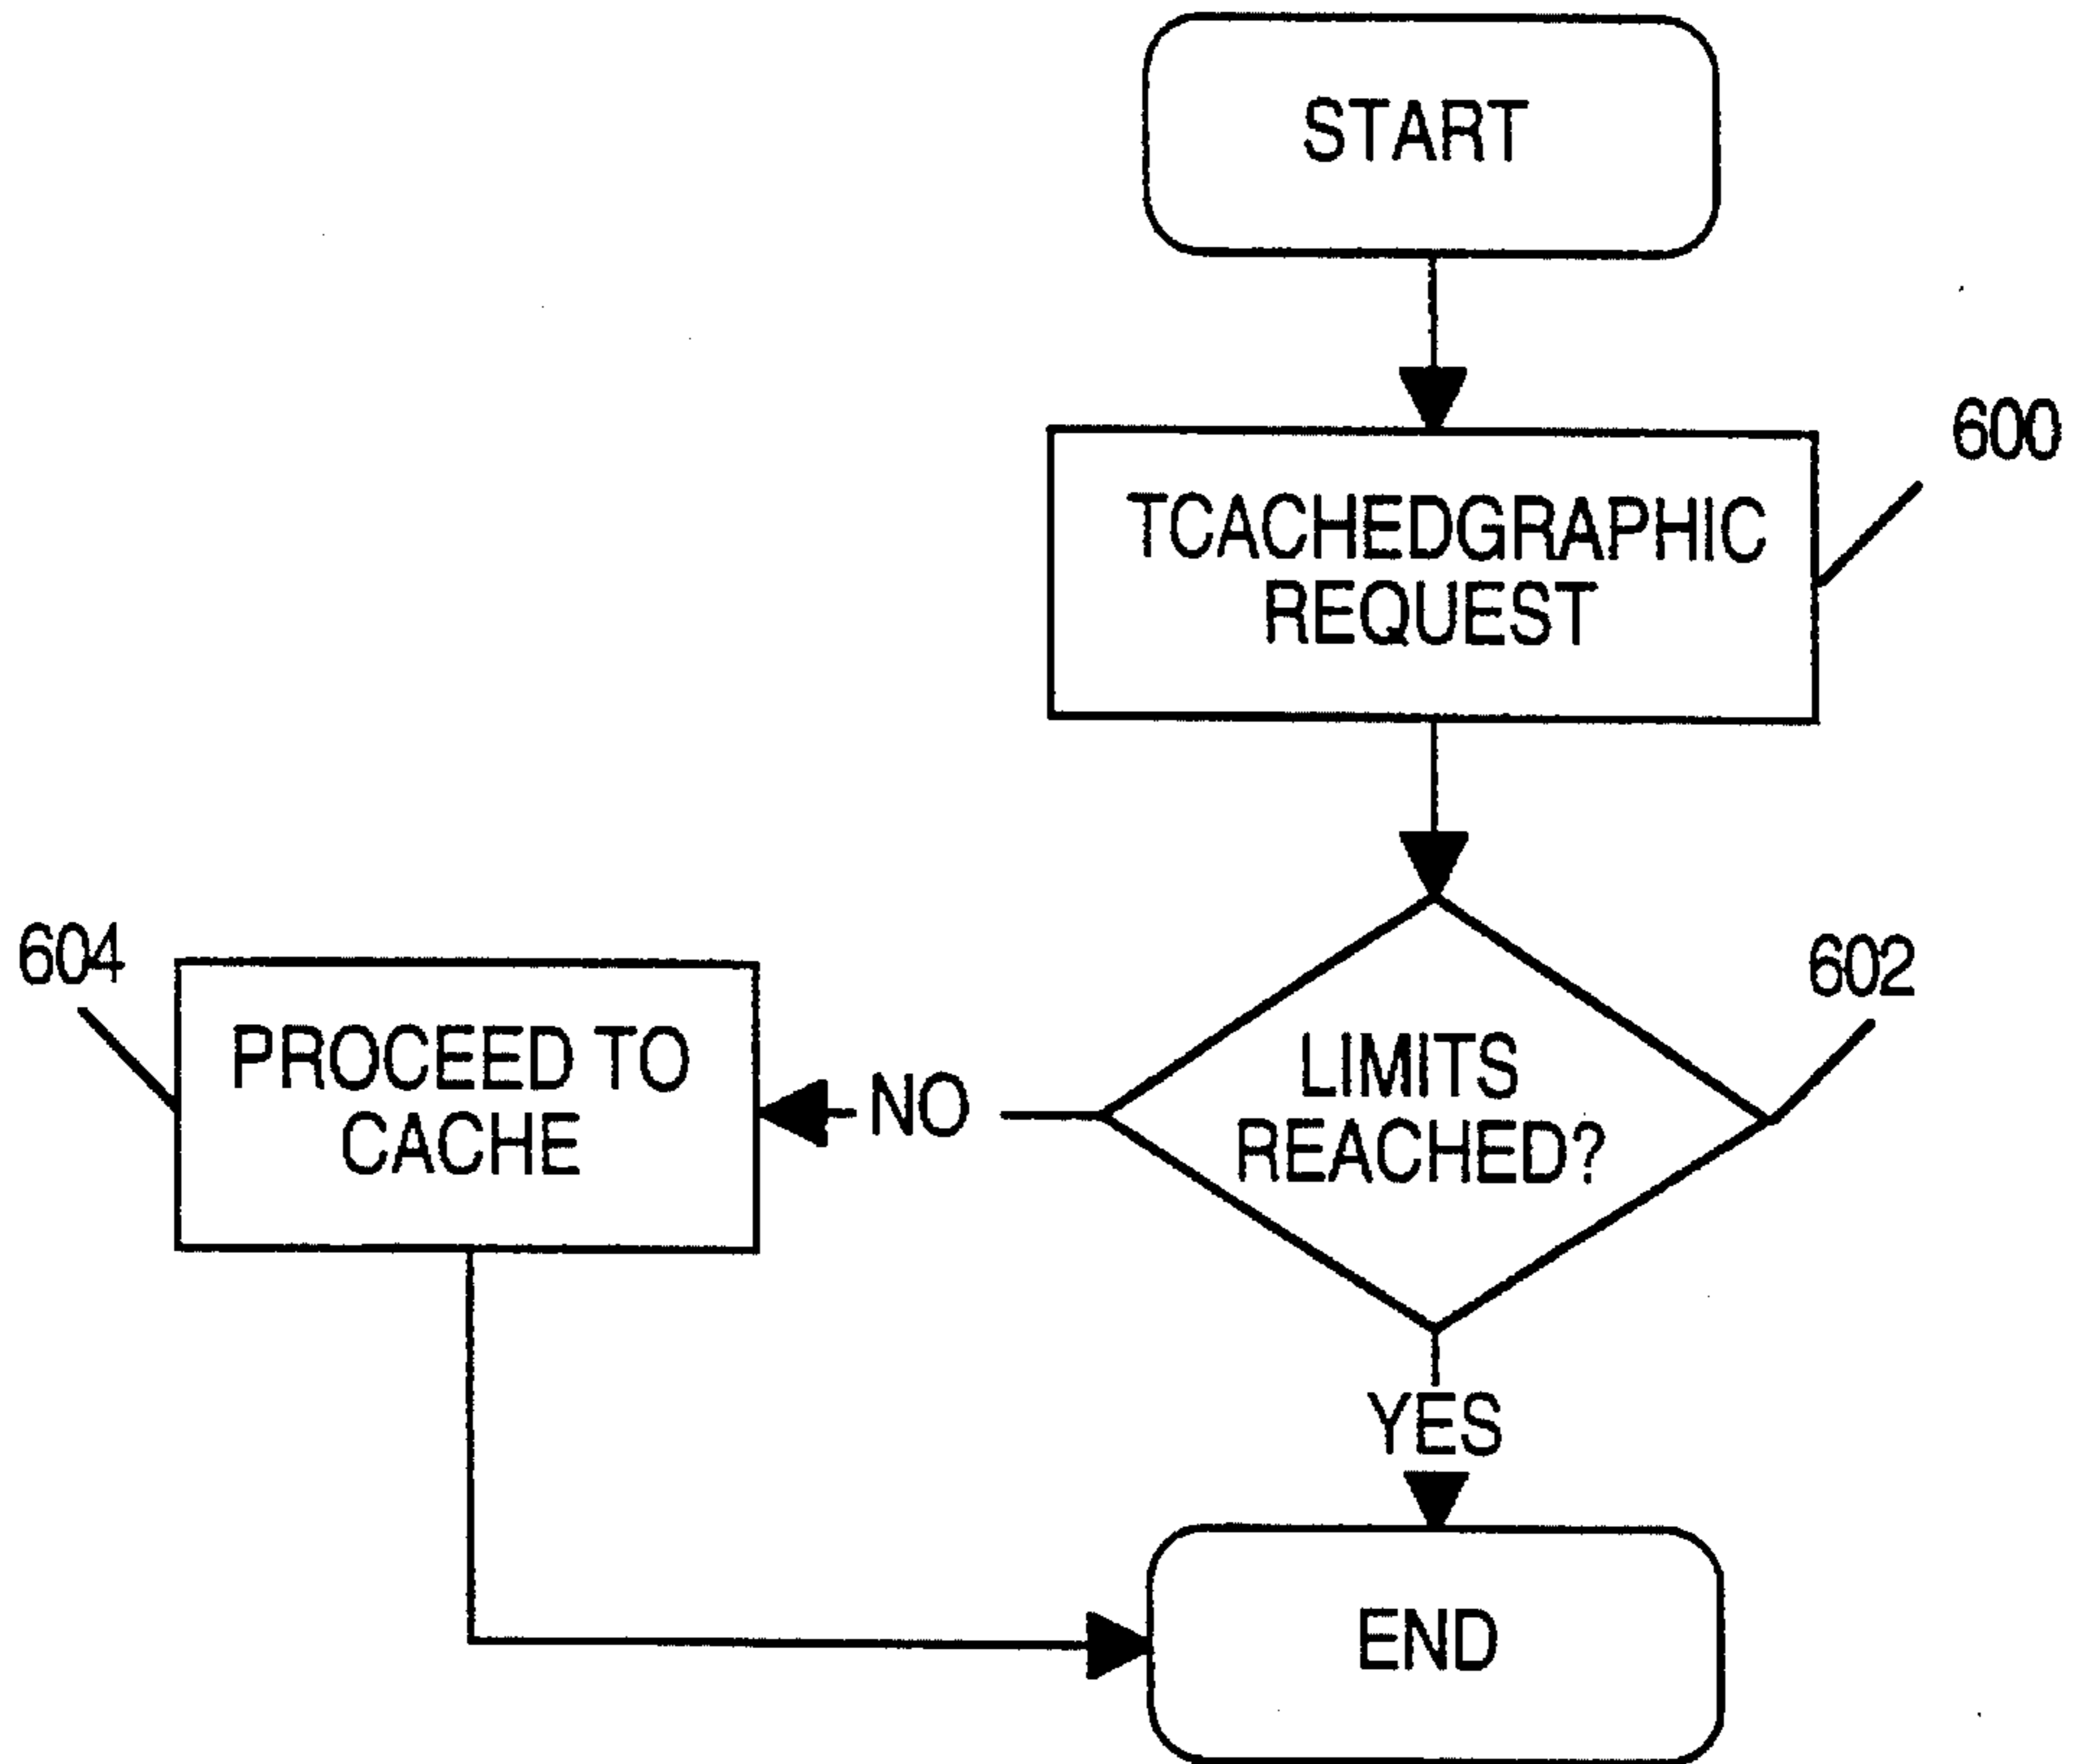 START
600
TCACHEDGRAPHIC
REQUEST
604
602
PROCEED TO
CACHE
NO
LIMITS
REACHED?
YES
END